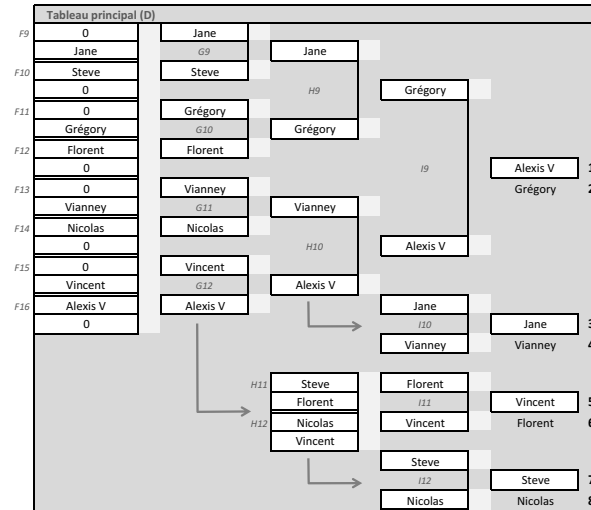 Tableau principal (D)
F9 0 Jane
Jane G9 Jane
F10 Steve Steve
0 H9 Grégory
F11 0 Grégory
Grégory G10 Grégory
F12 Florent Florent
0 I9 Alexis V 1
F13 0 Vianney Grégory 2
Vianney G11 Vianney
F14 Nicolas Nicolas
0 H10 Alexis V
F15 0 Vincent
Vincent G12 Alexis V
F16 Alexis V Alexis V Jane
0 I10 Jane 3
Vianney Vianney 4
H11 Steve Florent
Florent I11 Vincent 5
H12 Nicolas Vincent Florent 6
Vincent
Steve
I12 Steve 7
Nicolas Nicolas 8